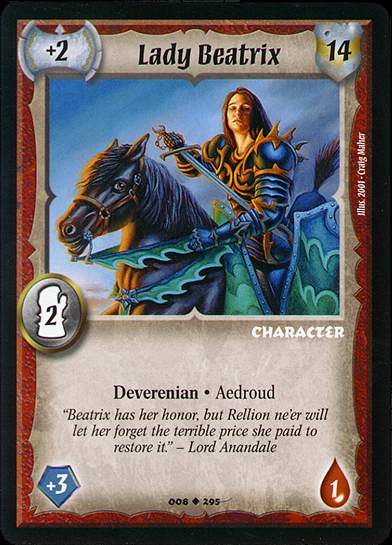 +2
Lady Beatrix
14
Illus. 2001 • Craig Maher
2
CHARACTER
Deverenian • Aedroud
“Beatrix has her honor, but Rellion ne'er will
let her forget the terrible price she paid to
restore it.” – Lord Anandale
+3
008 ◆ 295
1